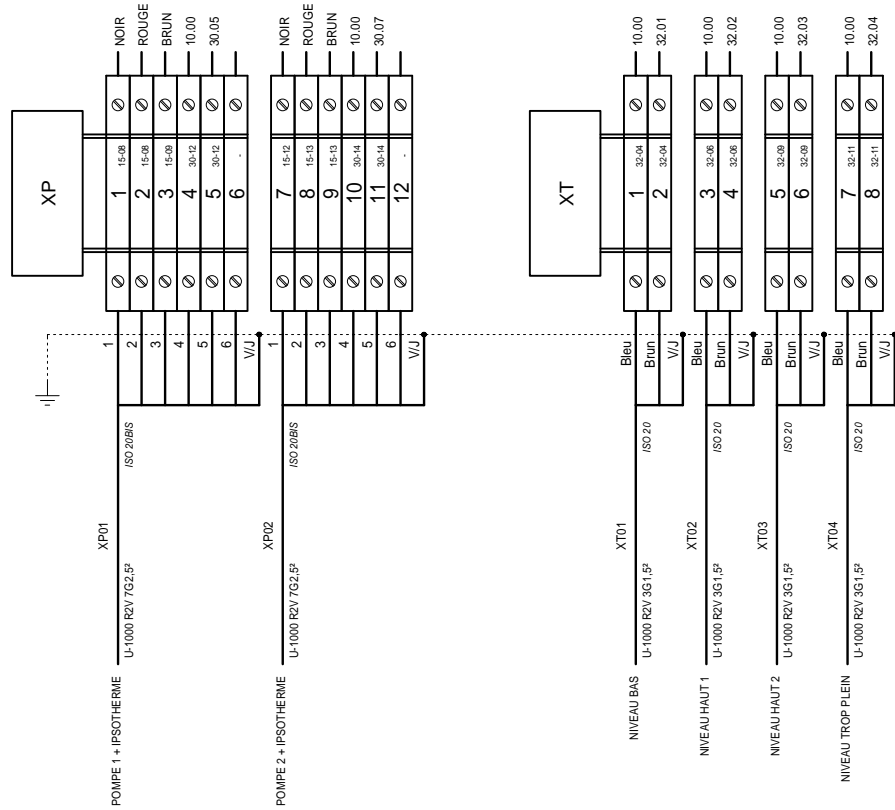 XP
1 15-08 NOIR
2 15-08 ROUGE
3 15-09 BRUN
4 30-12 10.00
5 30-12 30.05
6 -
1
2
3
4
5
6
V/J
ISO 20BIS
XP01
U-1000 R2V 7G2,5²
POMPE 1 + IPSOTHERME
7 15-12 NOIR
8 15-13 ROUGE
9 15-13 BRUN
10 30-14 10.00
11 30-14 30.07
12 -
1
2
3
4
5
6
V/J
ISO 20BIS
XP02
U-1000 R2V 7G2,5²
POMPE 2 + IPSOTHERME
XT
1 32-04 10.00
2 32-04 32.01
Bleu
Brun
V/J
ISO 20
XT01
U-1000 R2V 3G1,5²
NIVEAU BAS
3 32-06 10.00
4 32-06 32.02
Bleu
Brun
V/J
ISO 20
XT02
U-1000 R2V 3G1,5²
NIVEAU HAUT 1
5 32-09 10.00
6 32-09 32.03
Bleu
Brun
V/J
ISO 20
XT03
U-1000 R2V 3G1,5²
NIVEAU HAUT 2
7 32-11 10.00
8 32-11 32.04
Bleu
Brun
V/J
ISO 20
XT04
U-1000 R2V 3G1,5²
NIVEAU TROP PLEIN